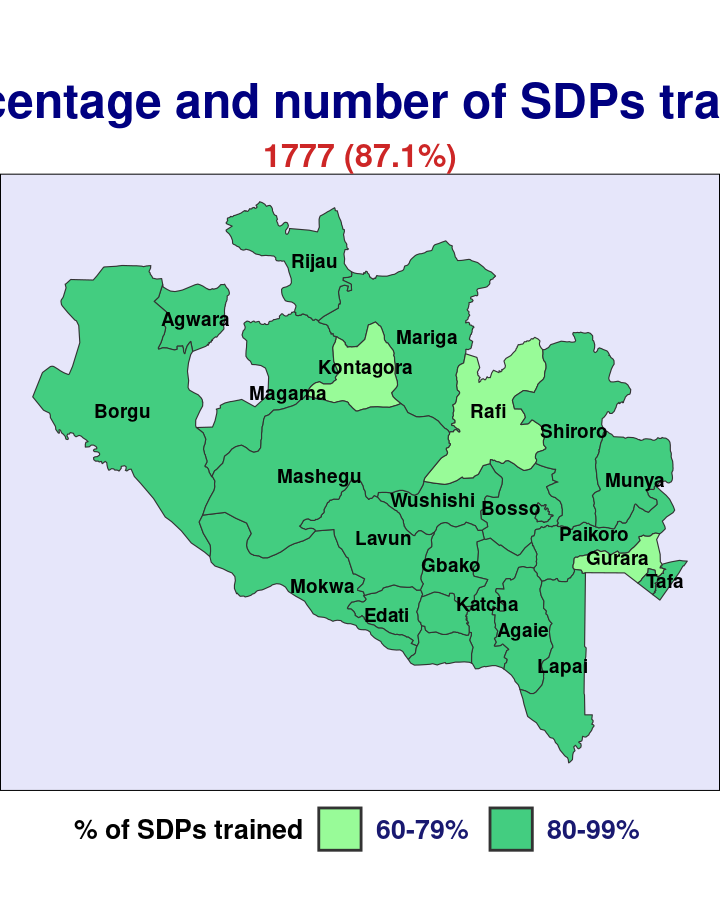 centage and number of SDPs tra
1777 (87.1%)
Rijau
Agwara
Mariga
Kontagora
Magama
Borgu
Rafi
Shiroro
Mashegu
Munya
Wushishi
Bosso
Paikoro
Lavun
Gurara
Gbako
Tafa
Mokwa
Katcha
Edati
Agaie
Lapai
% of SDPs trained 60-79% 80-99%